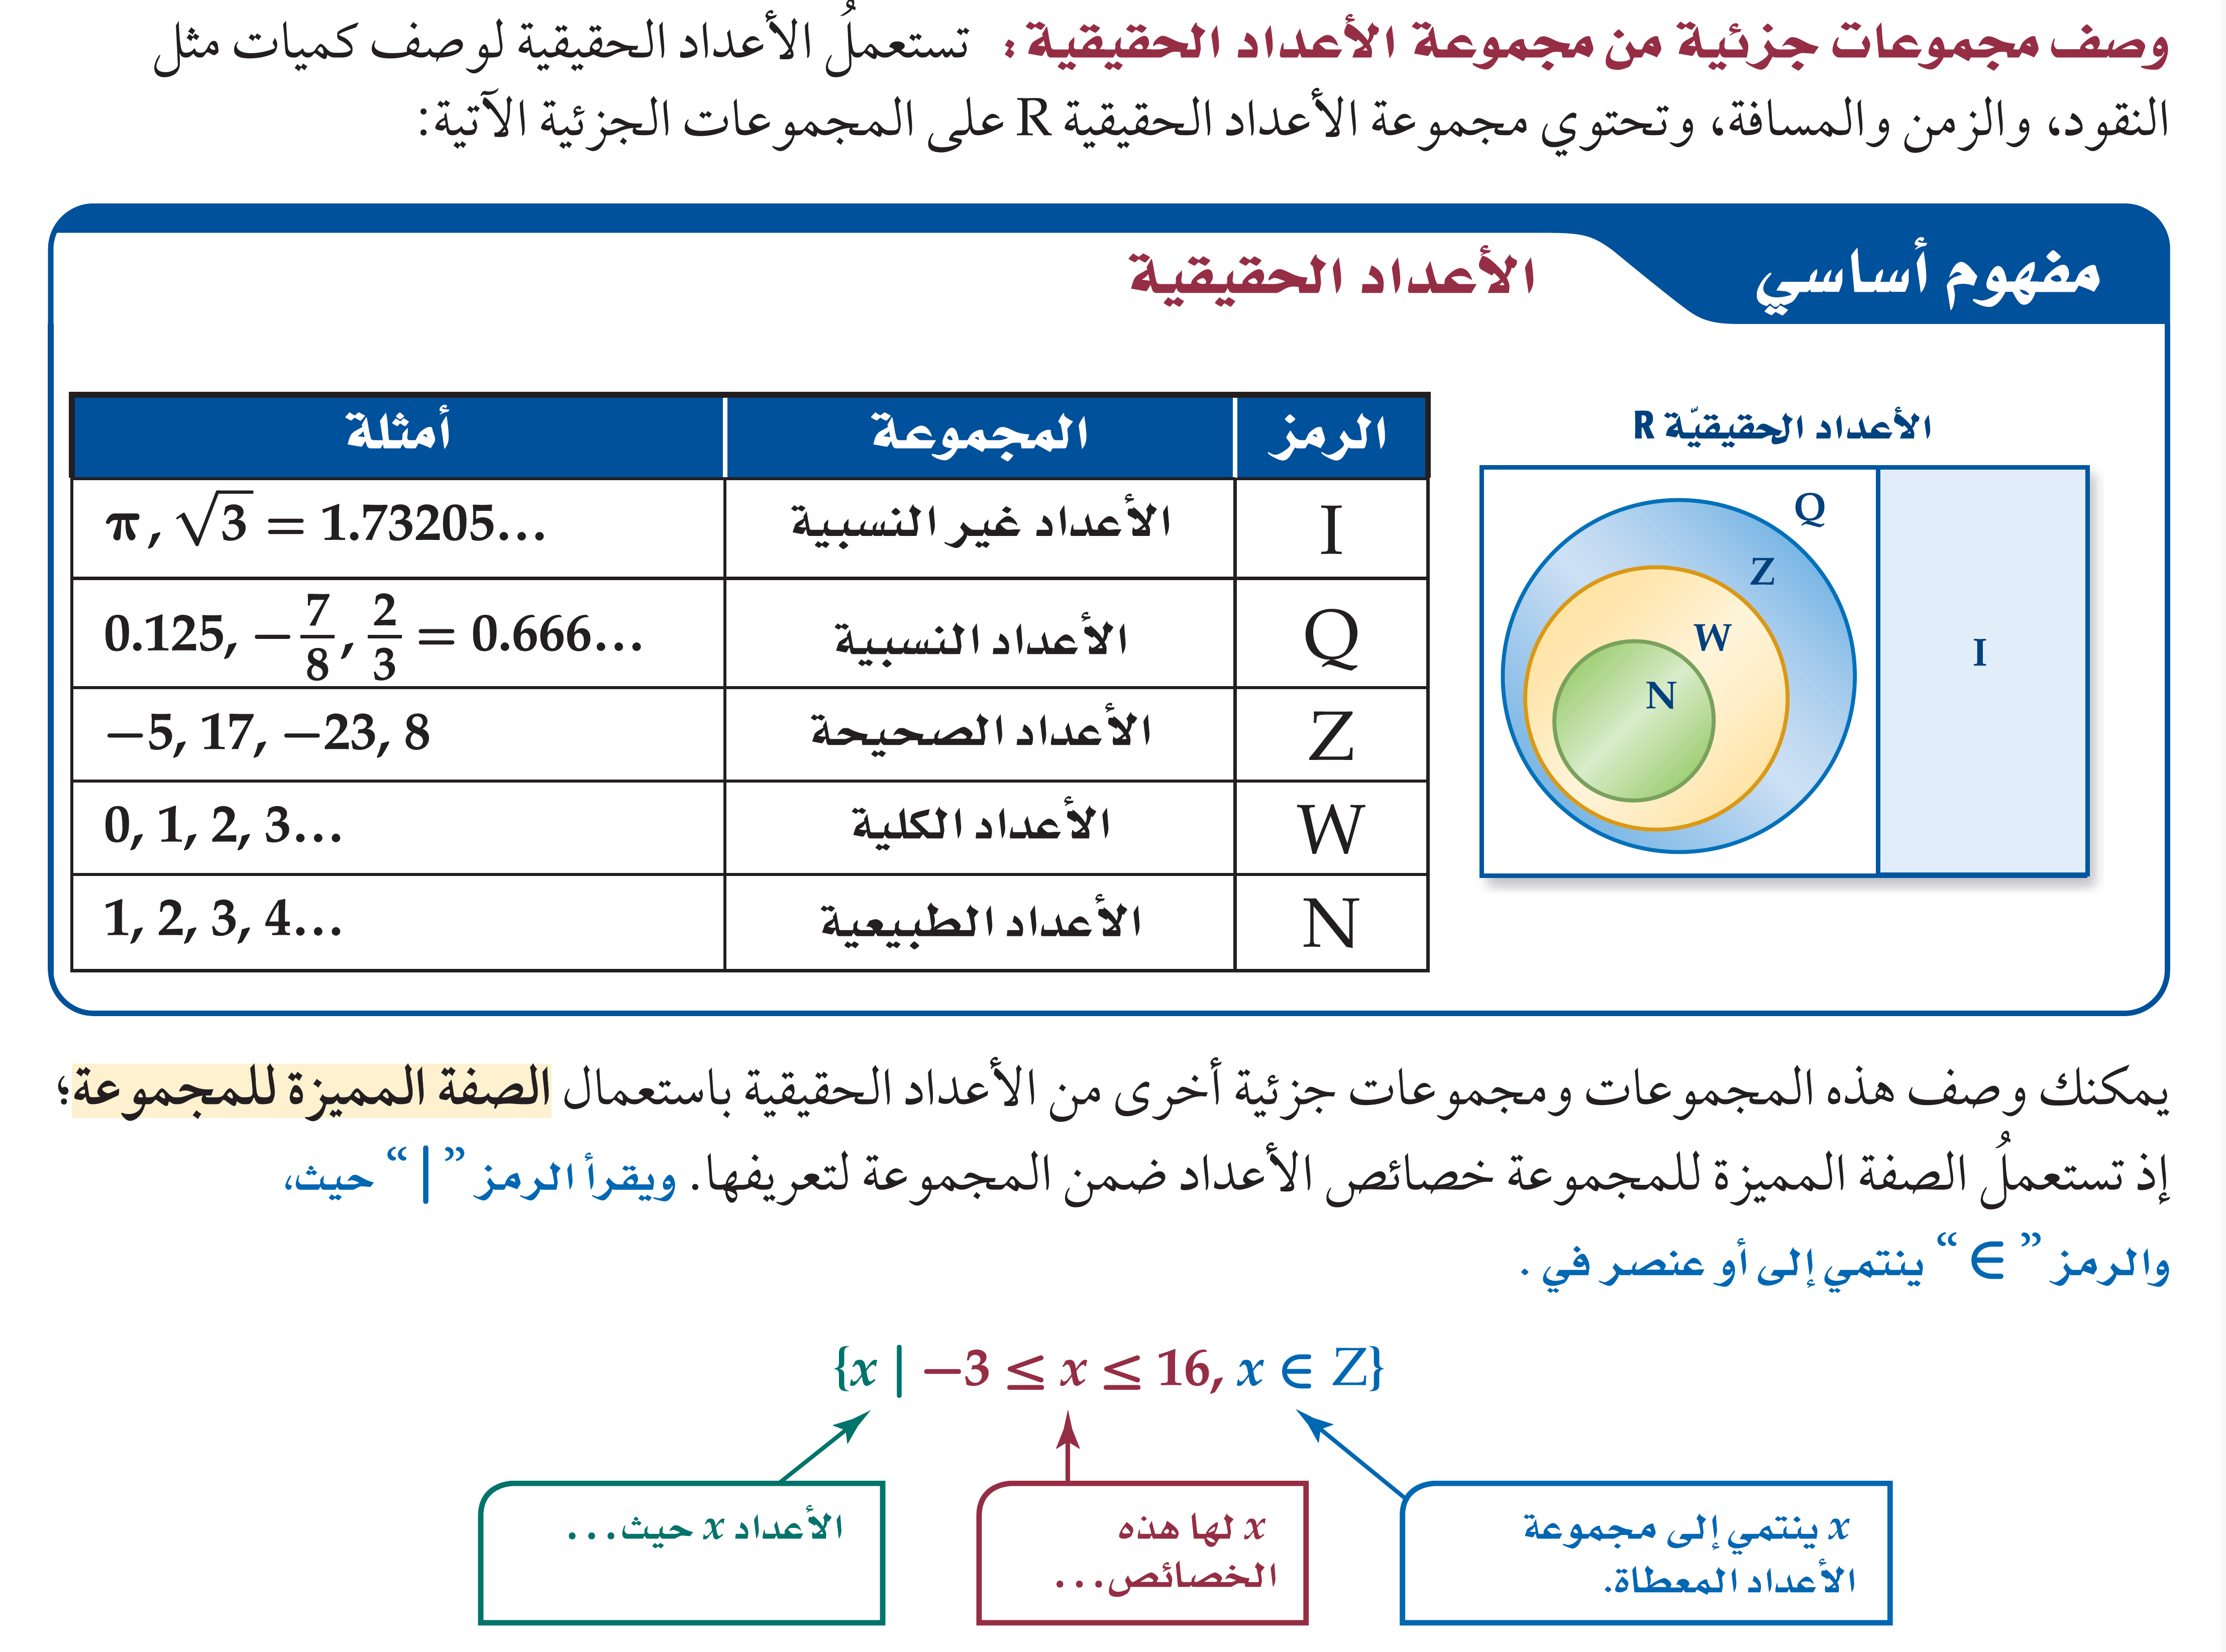 وصف مجموعات جزئية من مجموعة الأعداد الحقيقية : تستعملُ الأعداد الحقيقية لوصف كميات مثل
النقود، والزمن والمسافة، وتحتوي مجموعة الأعداد الحقيقية R على المجموعات الجزئية الآتية:
مفهوم أساسي
الأعداد الحقيقية
الأعداد الحقيقيّة R
Q
Z
W
N
I
الرمز المجموعة أمثلة
I الأعداد غير النسبية π, √3 = 1.73205…
Q الأعداد النسبية 0.125, −7/8, 2/3 = 0.666…
Z الأعداد الصحيحة −5, 17, −23, 8
W الأعداد الكلية 0, 1, 2, 3…
N الأعداد الطبيعية 1, 2, 3, 4…
يمكنك وصف هذه المجموعات ومجموعات جزئية أخرى من الأعداد الحقيقية باستعمال الصفة المميزة للمجموعة؛
إذ تستعملُ الصفة المميزة للمجموعة خصائص الأعداد ضمن المجموعة لتعريفها. ويقرأ الرمز ”|“ حيث،
والرمز ”∈“ ينتمي إلى أو عنصر في .
{x | −3 ≤ x ≤ 16, x ∈ Z}
x ينتمي إلى مجموعة
الأعداد المعطاة.
x لها هذه
الخصائص…
الأعداد x حيث…